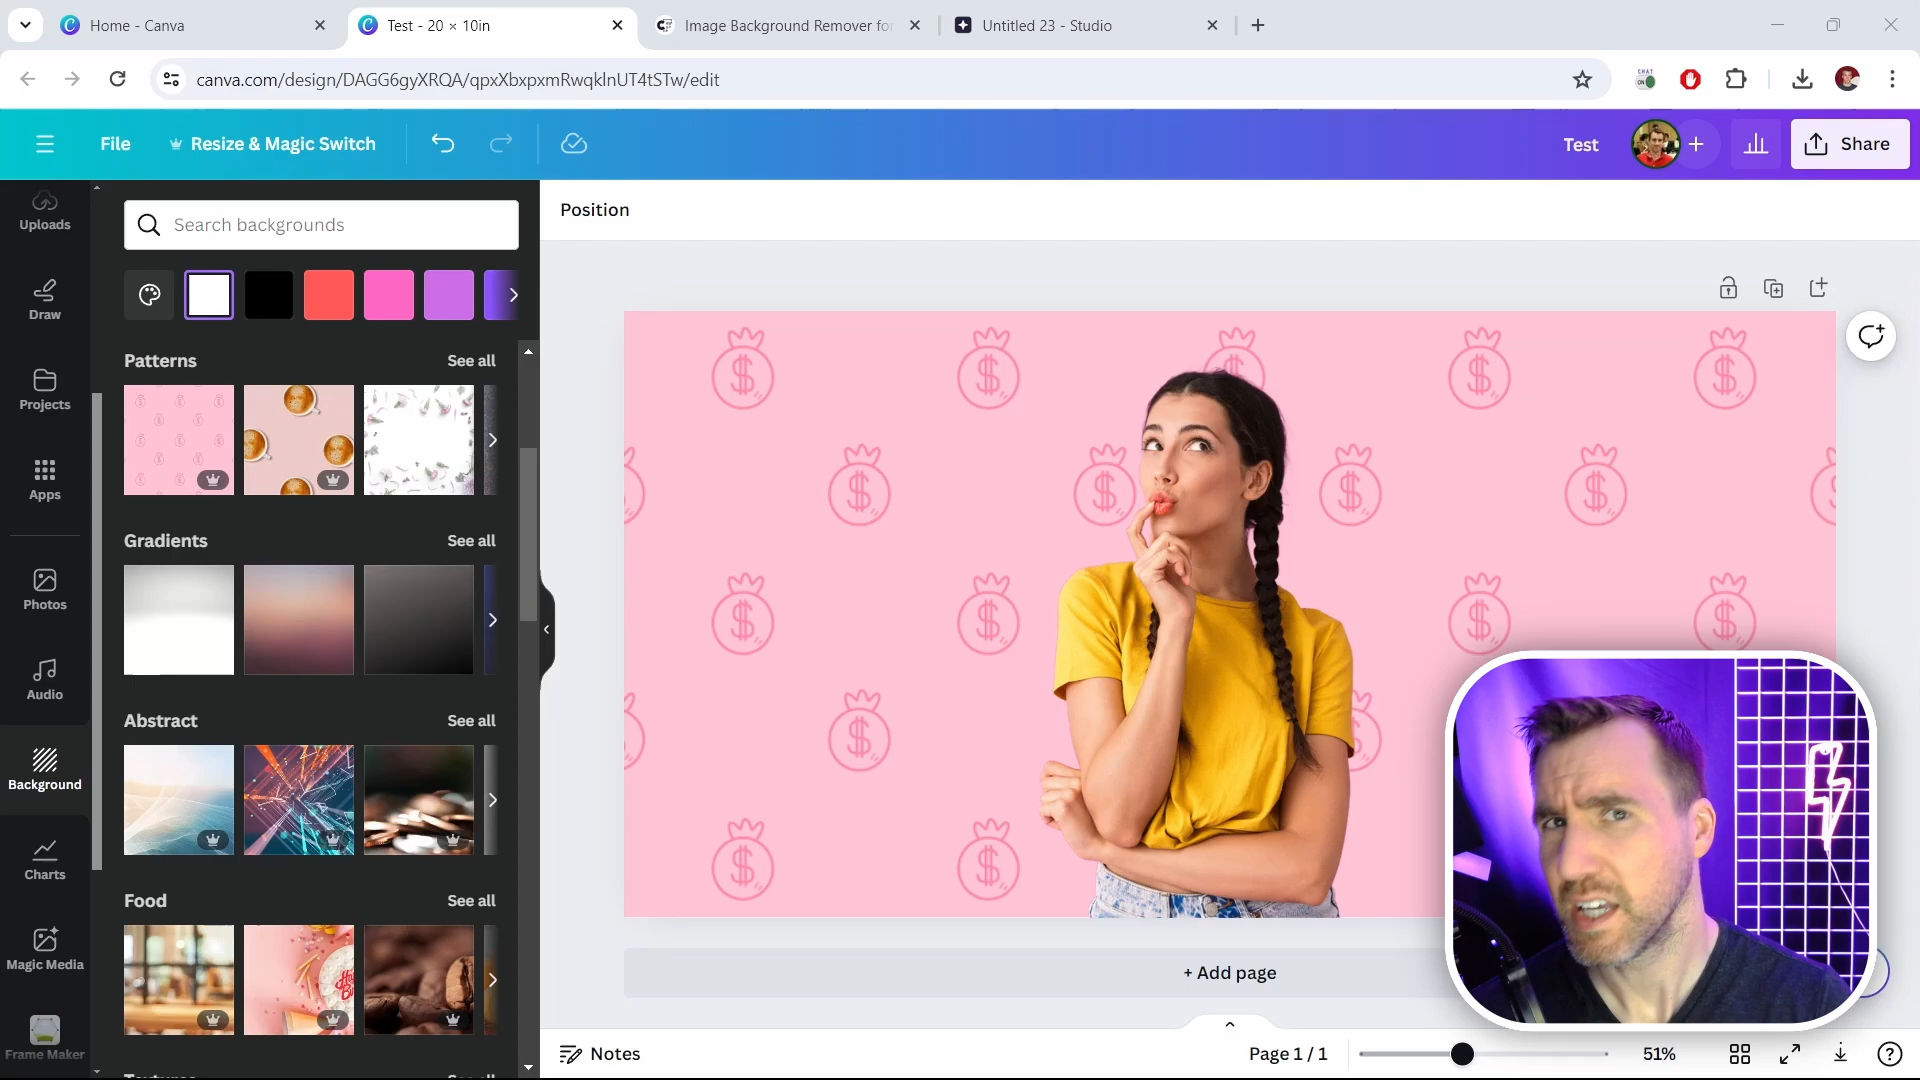 Home - Canva
Test - 20 × 10in
Image Background Remover for
Untitled 23 - Studio
canva.com/design/DAGG6gyXRQA/qpxXbxpxmRwqklnUT4tSTw/edit
CHAT
ON
File
Resize & Magic Switch
Test
Share
Uploads
Search backgrounds
Position
Draw
Patterns
See all
Projects
Apps
Gradients
See all
Photos
Audio
Abstract
See all
Background
Charts
Food
See all
Magic Media
+ Add page
Frame Maker
Notes
Page 1 / 1
51%